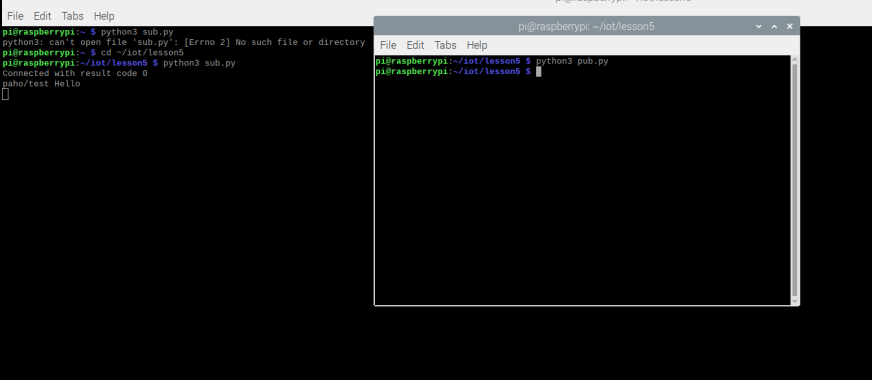 File Edit Tabs Help
pi@raspberrypi:~ $ python3 sub.py
python3: can't open file 'sub.py': [Errno 2] No such file or directory
pi@raspberrypi:~ $ cd ~/iot/lesson5
pi@raspberrypi:~/iot/lesson5 $ python3 sub.py
Connected with result code 0
paho/test Hello
pi@raspberrypi: ~/iot/lesson5
File Edit Tabs Help
pi@raspberrypi:~/iot/lesson5 $ python3 pub.py
pi@raspberrypi:~/iot/lesson5 $